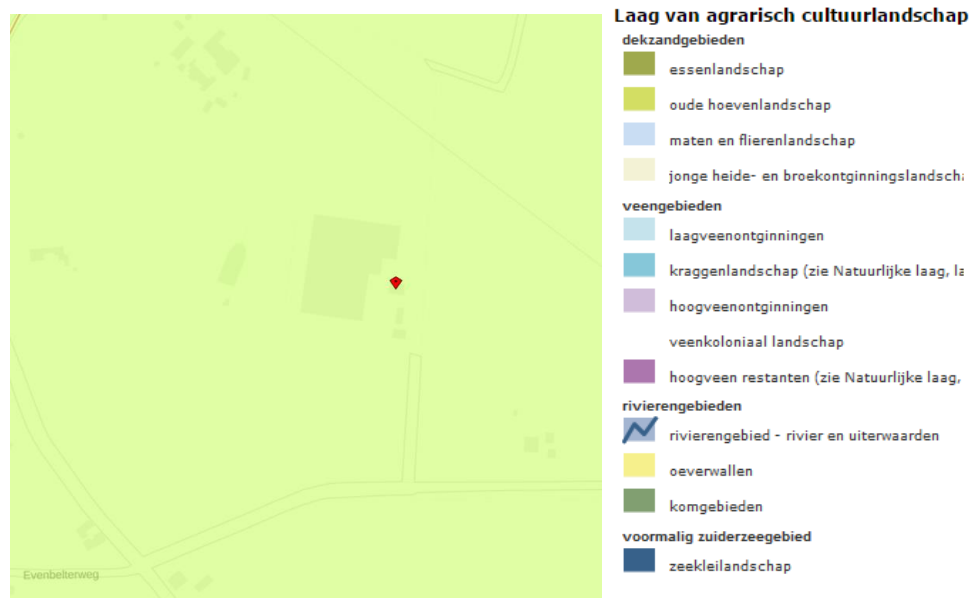 Laag van agrarisch cultuurlandschap
dekzandgebieden
essenlandschap
oude hoevenlandschap
maten en flierenlandschap
jonge heide- en broekontginningslandscha
veengebieden
laagveenontginningen
kraggenlandschap (zie Natuurlijke laag, la
hoogveenontginningen
veenkoloniaal landschap
hoogveen restanten (zie Natuurlijke laag,
rivierengebieden
rivierengebied - rivier en uiterwaarden
oeverwallen
komgebieden
voormalig zuiderzeegebied
zeekleilandschap
Evenbelterweg